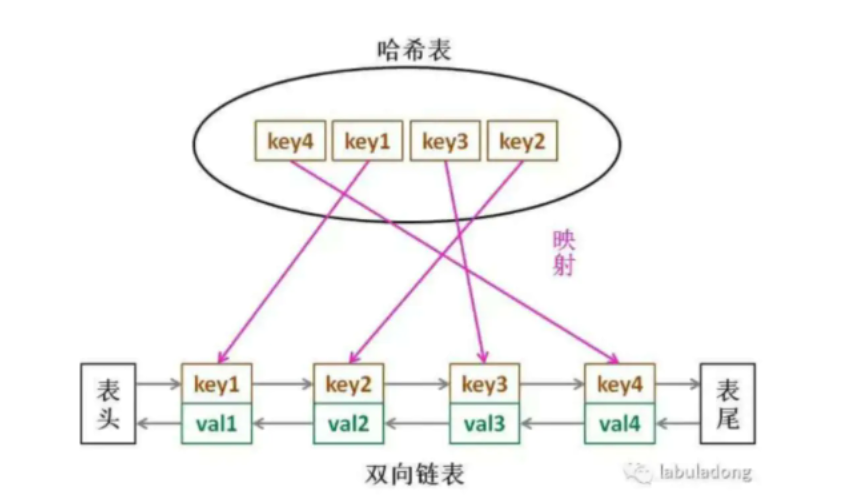 哈希表
key4 key1 key3 key2
映射
表头 key1 key2 key3 key4 表尾
val1 val2 val3 val4
双向链表
labuladong